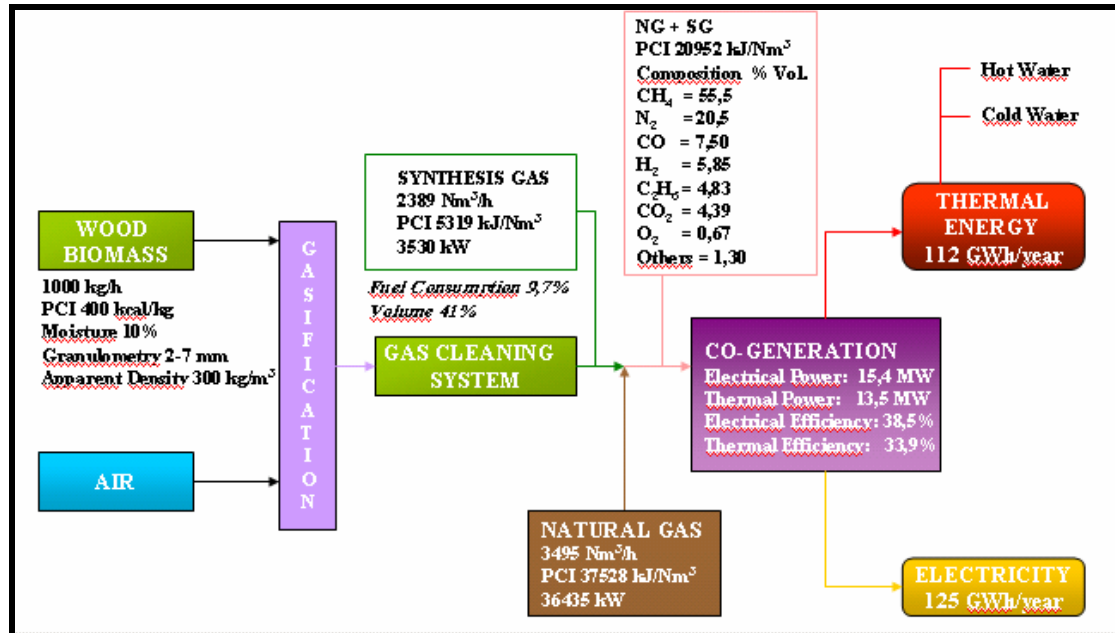 NG + SG
PCI 20952 kJ/Nm³
Composition % Vol.
CH₄ = 55,5
N₂ =20,5
CO = 7,50
H₂ = 5,85
C₂H₆= 4,83
CO₂ = 4,39
O₂ = 0,67
Others = 1,30
Hot Water
Cold Water
SYNTHESIS GAS
2389 Nm³/h
PCI 5319 kJ/Nm³
3530 kW
Fuel Consumption 9,7%
Volume 41%
WOOD
BIOMASS
1000 kg/h
PCI 400 kcal/kg
Moisture 10%
Granulometry 2-7 mm
Apparent Density 300 kg/m³
GASIFICATION
GAS CLEANING
SYSTEM
THERMAL
ENERGY
112 GWh/year
CO-GENERATION
Electrical Power: 15,4 MW
Thermal Power: 13,5 MW
Electrical Efficiency: 38,5%
Thermal Efficiency: 33,9%
AIR
NATURAL GAS
3495 Nm³/h
PCI 37528 kJ/Nm³
36435 kW
ELECTRICITY
125 GWh/year